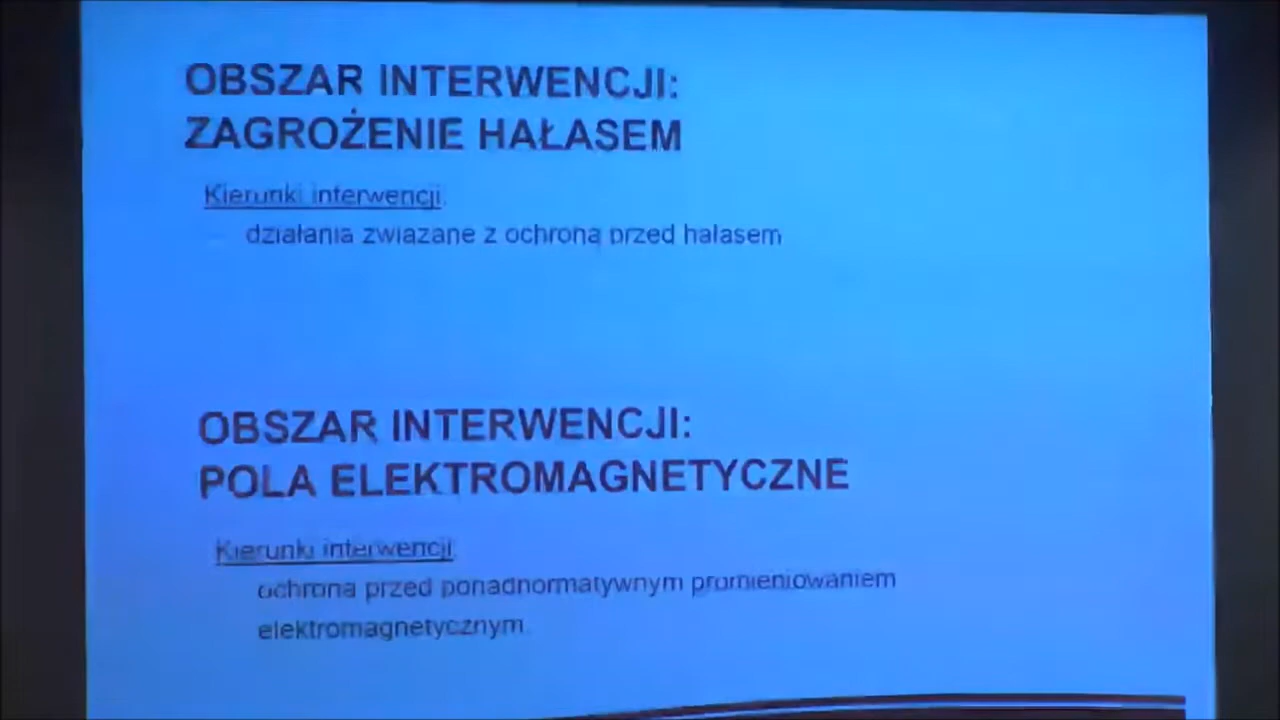 OBSZAR INTERWENCJI:
ZAGROŻENIE HAŁASEM
Kierunki interwencji:
działania związane z ochroną przed hałasem
OBSZAR INTERWENCJI:
POLA ELEKTROMAGNETYCZNE
Kierunki interwencji:
ochrona przed ponadnormatywnym promieniowaniem
elektromagnetycznym